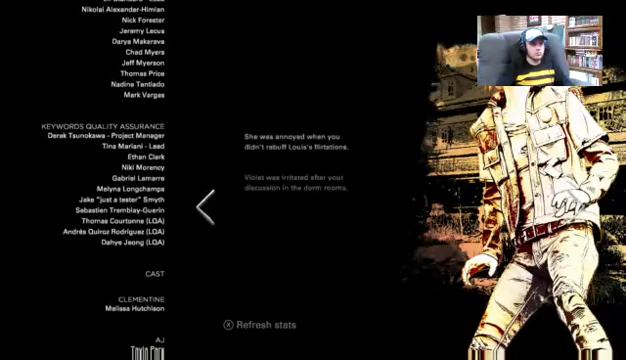 Nikolai Alexander-Himlan
Nick Forester
Jeremy Lecus
Darya Makarava
Chad Myers
Jeff Myerson
Thomas Price
Nadine Tantiado
Mark Vargas
KEYWORDS QUALITY ASSURANCE
Derek Tsunokawa - Project Manager
Tina Mariani - Lead
Ethan Clark
Niki Morency
Gabriel Lamarre
Melyna Longchamps
Jake "just a tester" Smyth
Sebastien Tremblay-Guerin
Thomas Courtonne (LQA)
Andrés Quiroz Rodríguez (LQA)
Dahye Jeong (LQA)
CAST
CLEMENTINE
Melissa Hutchison
AJ
She was annoyed when you
didn't rebuff Louis's flirtations.
Violet was irritated after your
discussion in the dorm rooms.
X Refresh stats